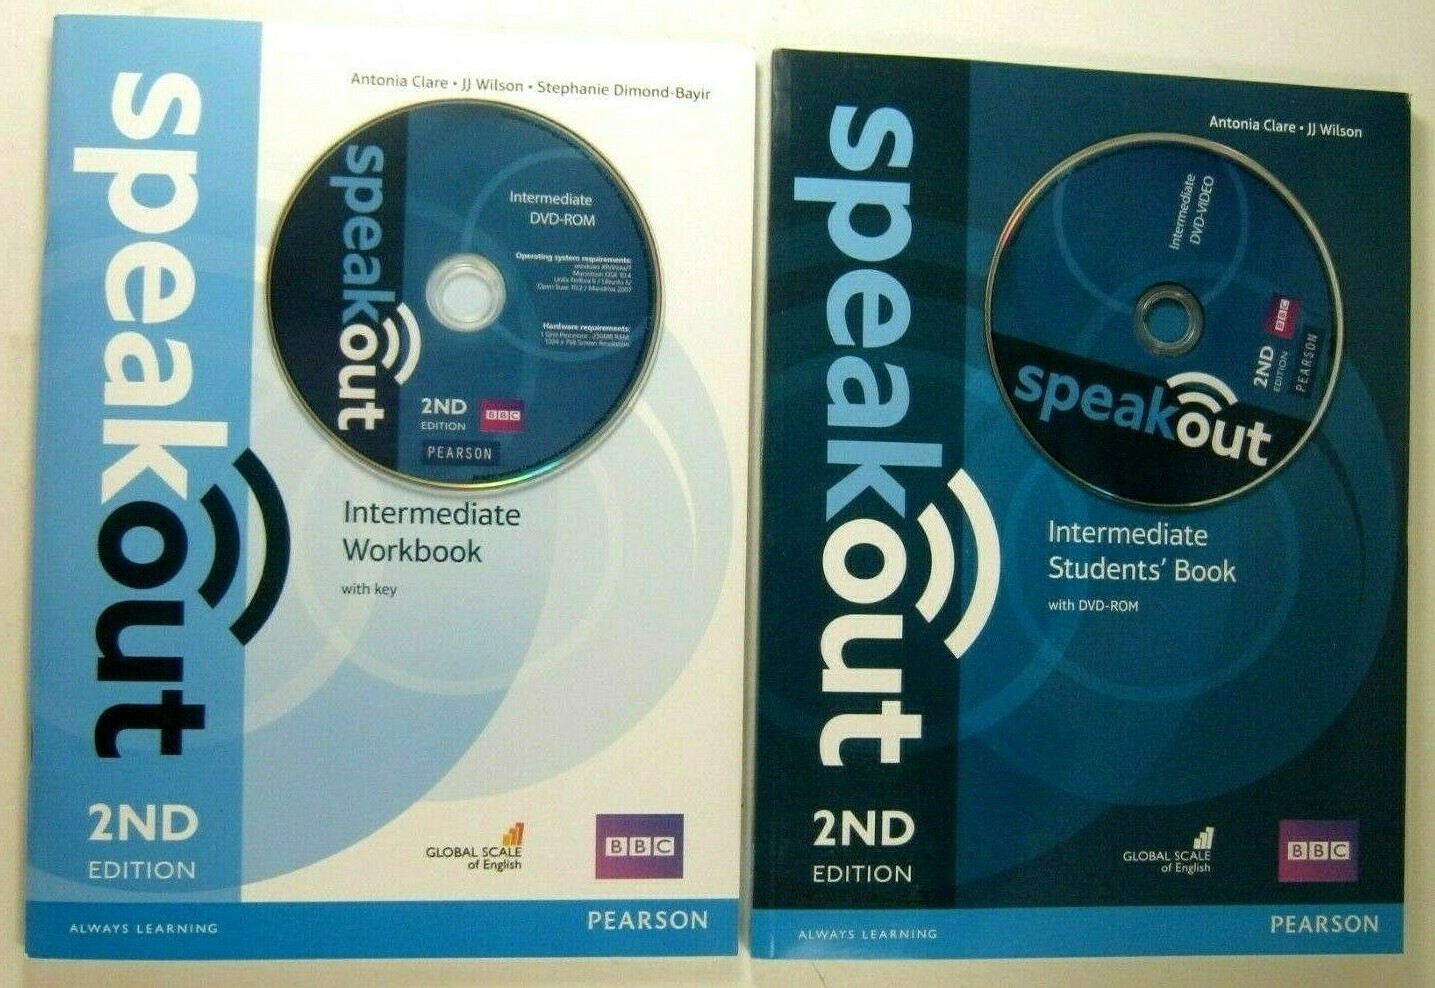 Antonia Clare • JJ Wilson • Stephanie Dimond-Bayir
speakout
2ND
EDITION
speakout
Intermediate
DVD-ROM
Operating system requirements:
Hardware requirements:
2ND
EDITION
BBC
PEARSON
Intermediate
Workbook
with key
GLOBAL SCALE
of English
BBC
ALWAYS LEARNING
PEARSON
Antonia Clare • JJ Wilson
speakout
2ND
EDITION
Intermediate
DVD-VIDEO
speakout
2ND
EDITION
BBC
PEARSON
Intermediate
Students' Book
with DVD-ROM
GLOBAL SCALE
of English
BBC
ALWAYS LEARNING
PEARSON